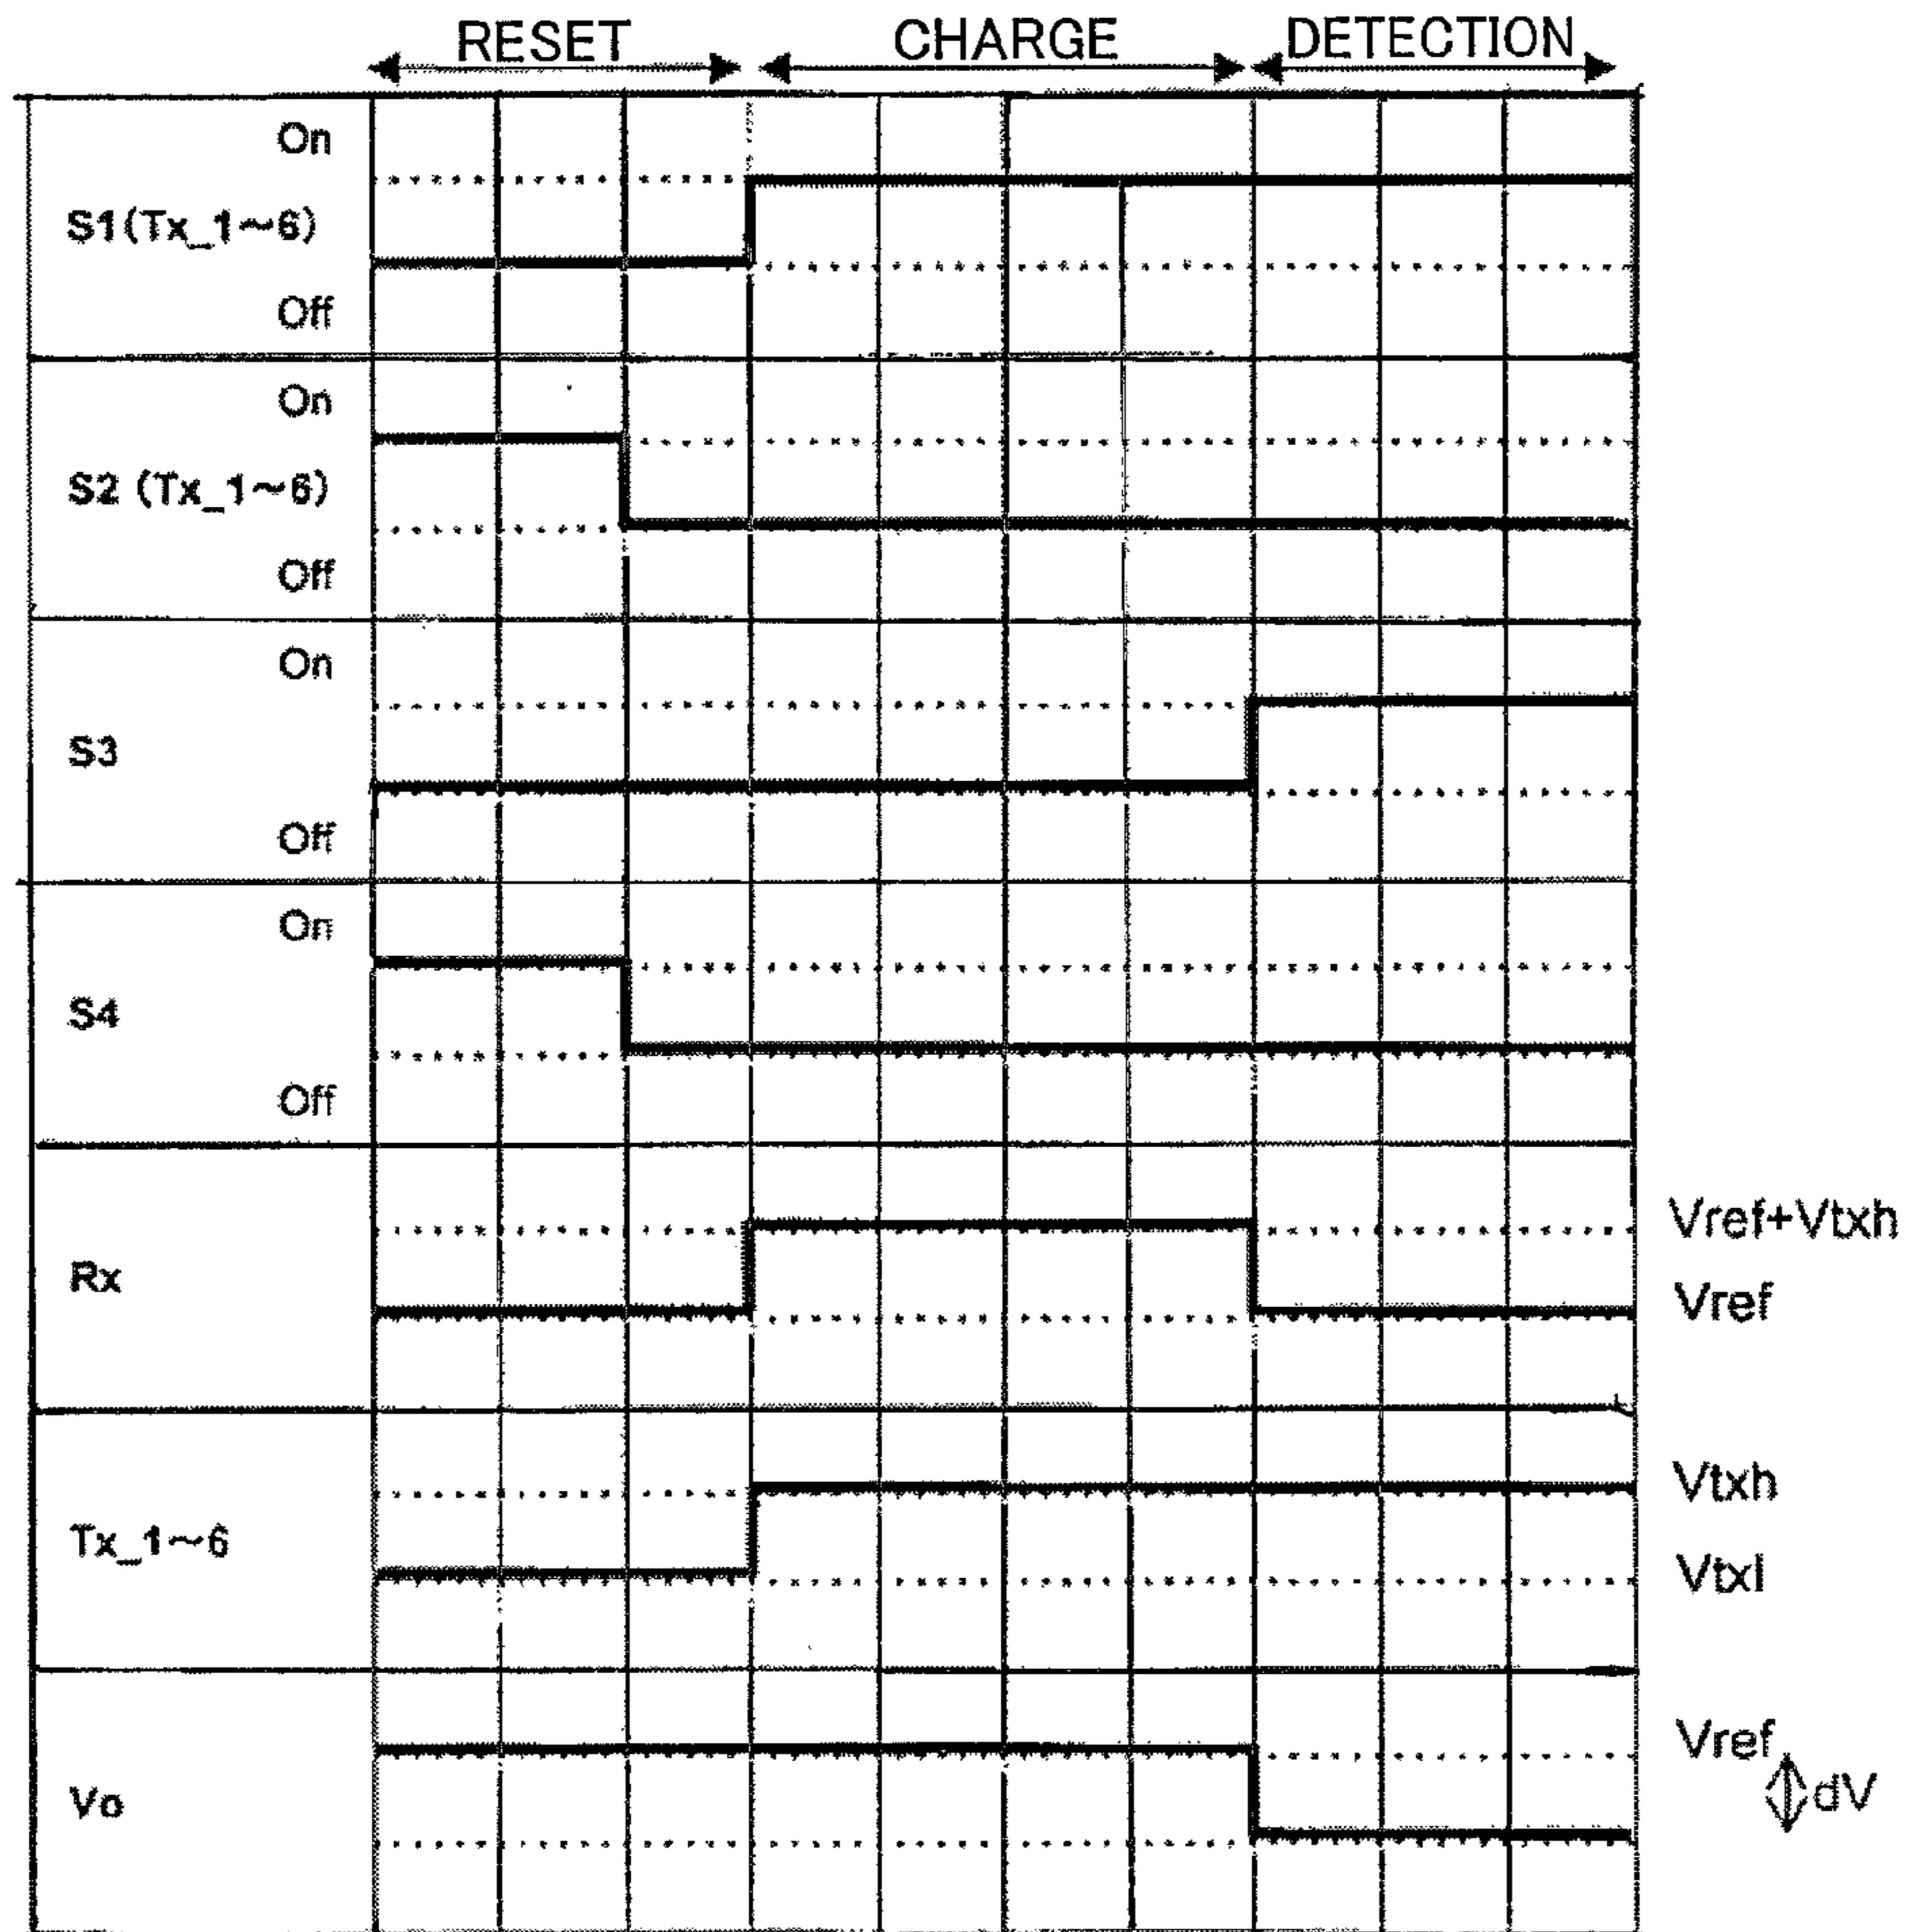 RESET CHARGE DETECTION
On
S1(Tx_1~6)
Off
On
S2 (Tx_1~6)
Off
On
S3
Off
On
S4
Off
Vref+Vtxh
Rx
Vref
Vtxh
Tx_1~6
Vtxl
Vref
Vo
dV